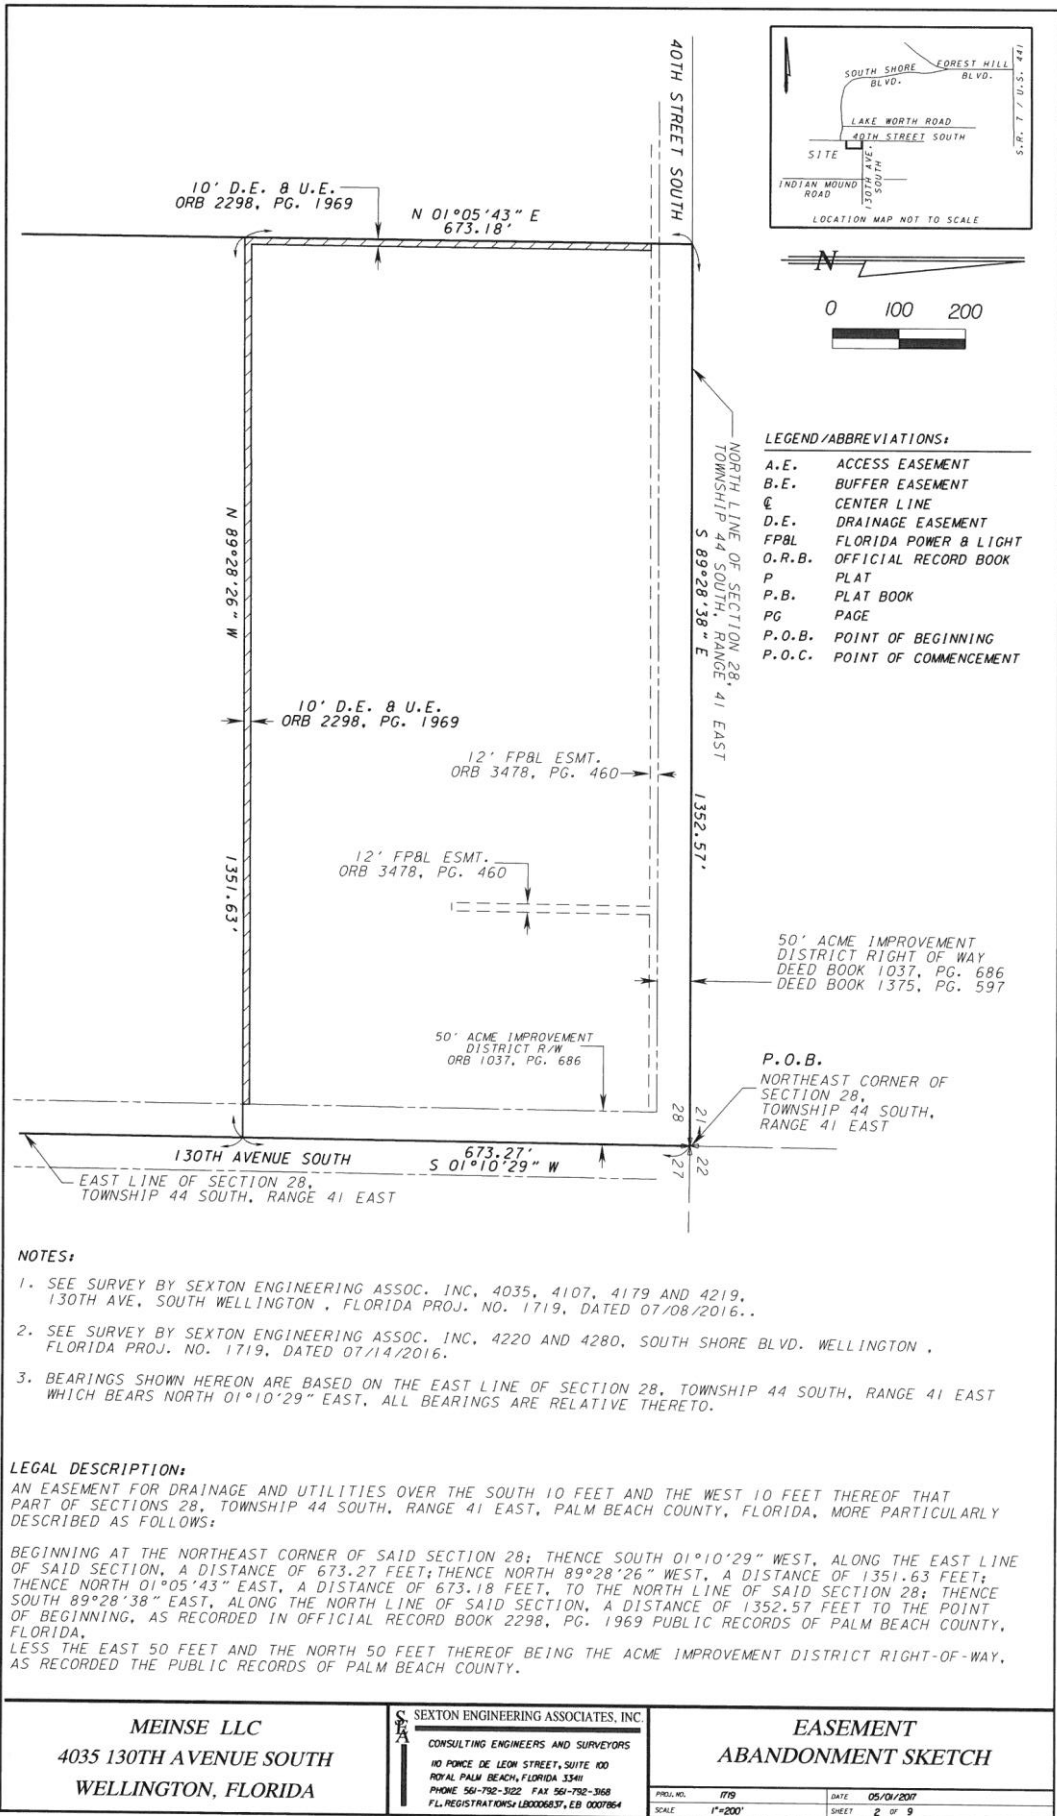 40TH STREET SOUTH
SOUTH SHORE
BLVD.
FOREST HILL
BLVD.
S.R. 7 / U.S. 441
LAKE WORTH ROAD
40TH STREET SOUTH
SITE
130TH AVE.
SOUTH
INDIAN MOUND
ROAD
LOCATION MAP NOT TO SCALE
10' D.E. & U.E.
ORB 2298, PG. 1969
N 01°05'43" E
673.18'
N
0 100 200
NORTH LINE OF SECTION 28,
TOWNSHIP 44 SOUTH, RANGE 41 EAST
S 89°28'38" E
1352.57'
N 89°28'26" W
1351.63'
LEGEND/ABBREVIATIONS:
A.E. ACCESS EASEMENT
B.E. BUFFER EASEMENT
℄ CENTER LINE
D.E. DRAINAGE EASEMENT
FP&L FLORIDA POWER & LIGHT
O.R.B. OFFICIAL RECORD BOOK
P PLAT
P.B. PLAT BOOK
PG PAGE
P.O.B. POINT OF BEGINNING
P.O.C. POINT OF COMMENCEMENT
10' D.E. & U.E.
ORB 2298, PG. 1969
12' FP&L ESMT.
ORB 3478, PG. 460
12' FP&L ESMT.
ORB 3478, PG. 460
50' ACME IMPROVEMENT
DISTRICT RIGHT OF WAY
DEED BOOK 1037, PG. 686
DEED BOOK 1375, PG. 597
50' ACME IMPROVEMENT
DISTRICT R/W
ORB 1037, PG. 686
P.O.B.
NORTHEAST CORNER OF
SECTION 28,
TOWNSHIP 44 SOUTH,
RANGE 41 EAST
28 21
27 22
130TH AVENUE SOUTH
673.27'
S 01°10'29" W
EAST LINE OF SECTION 28,
TOWNSHIP 44 SOUTH, RANGE 41 EAST
NOTES:
1. SEE SURVEY BY SEXTON ENGINEERING ASSOC. INC, 4035, 4107, 4179 AND 4219,
130TH AVE, SOUTH WELLINGTON , FLORIDA PROJ. NO. 1719, DATED 07/08/2016..
2. SEE SURVEY BY SEXTON ENGINEERING ASSOC. INC, 4220 AND 4280, SOUTH SHORE BLVD. WELLINGTON ,
FLORIDA PROJ. NO. 1719, DATED 07/14/2016.
3. BEARINGS SHOWN HEREON ARE BASED ON THE EAST LINE OF SECTION 28, TOWNSHIP 44 SOUTH, RANGE 41 EAST
WHICH BEARS NORTH 01°10'29" EAST, ALL BEARINGS ARE RELATIVE THERETO.
LEGAL DESCRIPTION:
AN EASEMENT FOR DRAINAGE AND UTILITIES OVER THE SOUTH 10 FEET AND THE WEST 10 FEET THEREOF THAT
PART OF SECTIONS 28, TOWNSHIP 44 SOUTH, RANGE 41 EAST, PALM BEACH COUNTY, FLORIDA, MORE PARTICULARLY
DESCRIBED AS FOLLOWS:
BEGINNING AT THE NORTHEAST CORNER OF SAID SECTION 28; THENCE SOUTH 01°10'29" WEST, ALONG THE EAST LINE
OF SAID SECTION, A DISTANCE OF 673.27 FEET; THENCE NORTH 89°28'26" WEST, A DISTANCE OF 1351.63 FEET;
THENCE NORTH 01°05'43" EAST, A DISTANCE OF 673.18 FEET, TO THE NORTH LINE OF SAID SECTION 28; THENCE
SOUTH 89°28'38" EAST, ALONG THE NORTH LINE OF SAID SECTION, A DISTANCE OF 1352.57 FEET TO THE POINT
OF BEGINNING, AS RECORDED IN OFFICIAL RECORD BOOK 2298, PG. 1969 PUBLIC RECORDS OF PALM BEACH COUNTY,
FLORIDA,
LESS THE EAST 50 FEET AND THE NORTH 50 FEET THEREOF BEING THE ACME IMPROVEMENT DISTRICT RIGHT-OF-WAY,
AS RECORDED THE PUBLIC RECORDS OF PALM BEACH COUNTY.
MEINSE LLC
4035 130TH AVENUE SOUTH
WELLINGTON, FLORIDA
SEA
SEXTON ENGINEERING ASSOCIATES, INC.
CONSULTING ENGINEERS AND SURVEYORS
110 PONCE DE LEON STREET, SUITE 100
ROYAL PALM BEACH, FLORIDA 33411
PHONE 561-792-3122 FAX 561-792-3168
FL. REGISTRATIONS: LB0006837, EB 0007864
EASEMENT
ABANDONMENT SKETCH
PROJ. NO. 1719 DATE 05/01/2017
SCALE 1"=200' SHEET 2 OF 9